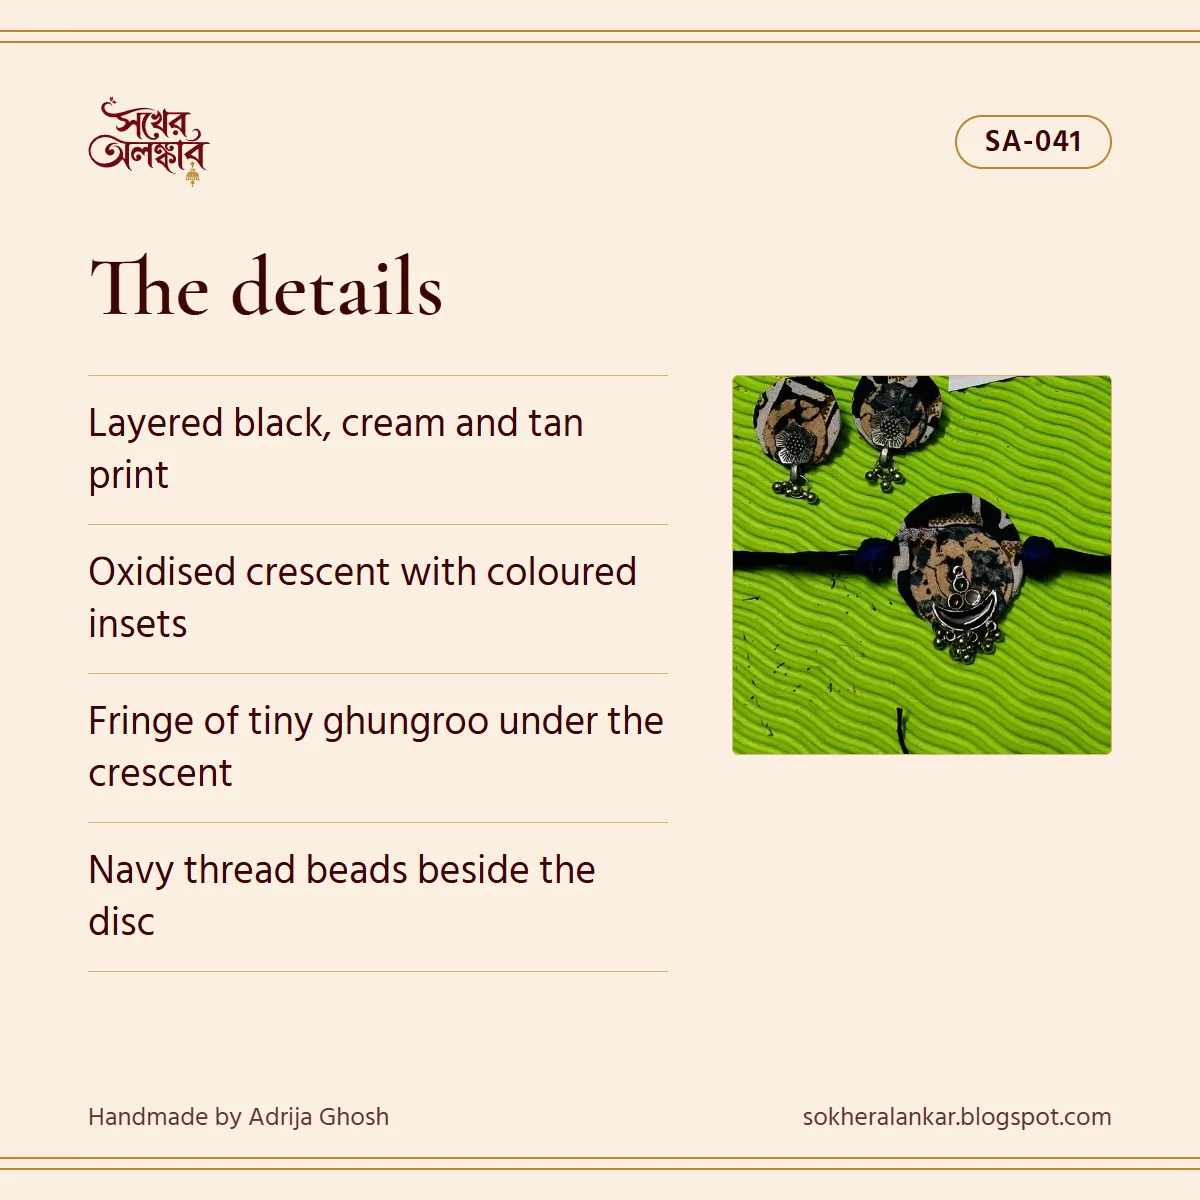 সখের
অলঙ্কার
SA-041
The details
Layered black, cream and tan
print
Oxidised crescent with coloured
insets
Fringe of tiny ghungroo under the
crescent
Navy thread beads beside the
disc
Handmade by Adrija Ghosh
sokheralankar.blogspot.com